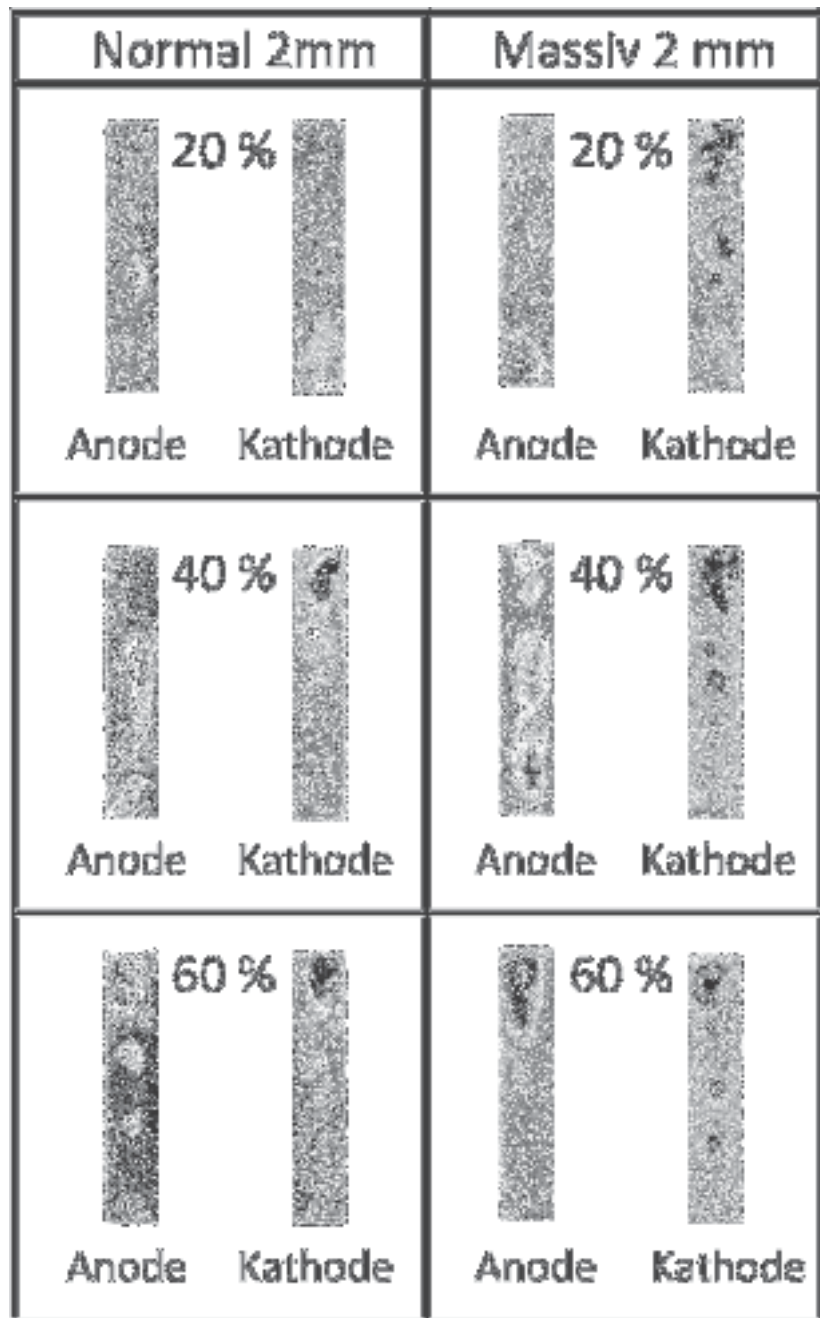 Normal 2mm
Massiv 2 mm
20 %
20 %
Anode Kathode
Anode Kathode
40 %
40 %
Anode Kathode
Anode Kathode
60 %
60 %
Anode Kathode
Anode Kathode